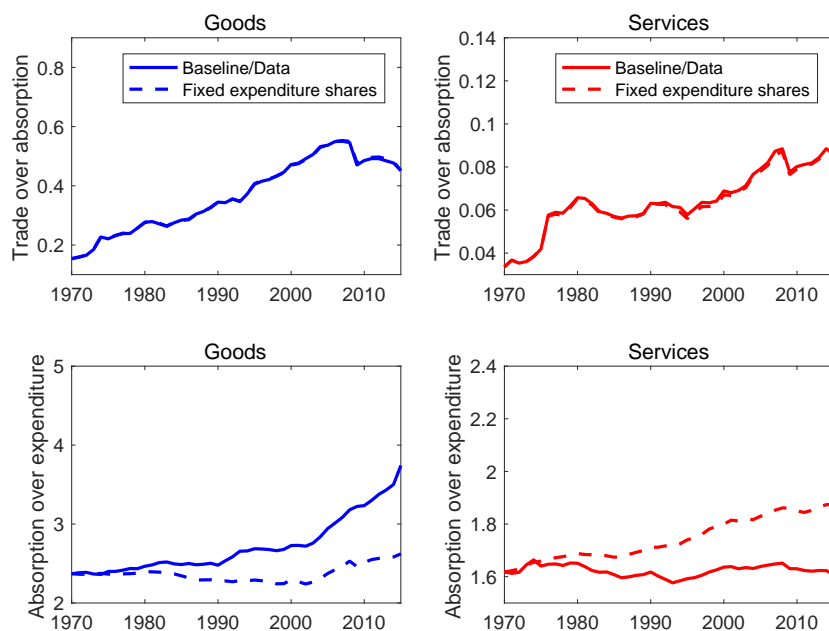 Goods
Trade over absorption
0.8
0.6
0.4
0.2
Baseline/Data
Fixed expenditure shares
1970 1980 1990 2000 2010
Services
Trade over absorption
0.14
0.12
0.1
0.08
0.06
0.04
Baseline/Data
Fixed expenditure shares
1970 1980 1990 2000 2010
Goods
Absorption over expenditure
5
4
3
2
1970 1980 1990 2000 2010
Services
Absorption over expenditure
2.4
2.2
2
1.8
1.6
1970 1980 1990 2000 2010